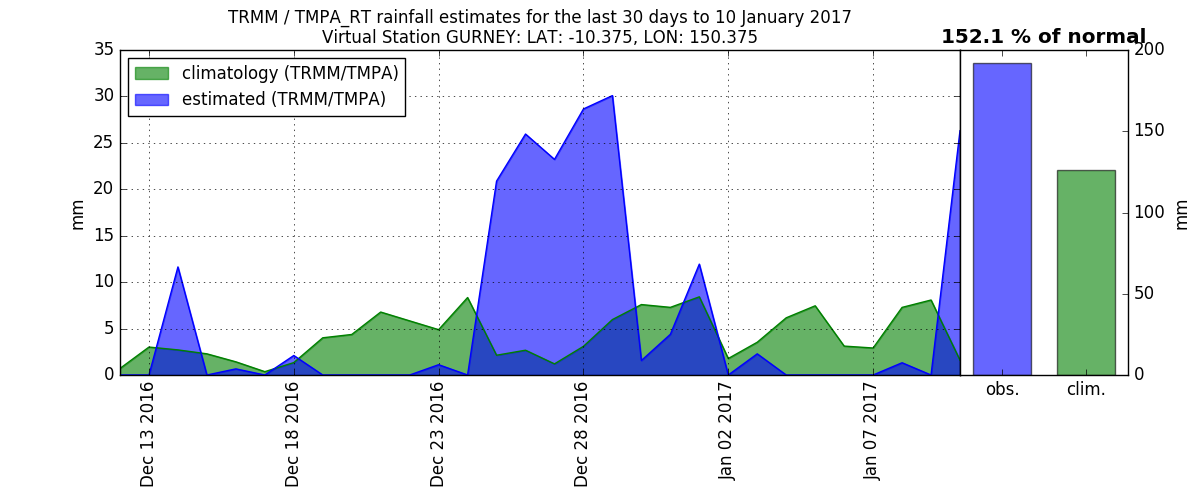 TRMM / TMPA_RT rainfall estimates for the last 30 days to 10 January 2017
Virtual Station GURNEY: LAT: -10.375, LON: 150.375
152.1 % of normal
climatology (TRMM/TMPA)
estimated (TRMM/TMPA)
mm
35
30
25
20
15
10
5
0
Dec 13 2016
Dec 18 2016
Dec 23 2016
Dec 28 2016
Jan 02 2017
Jan 07 2017
obs.
clim.
200
150
100
50
0
mm